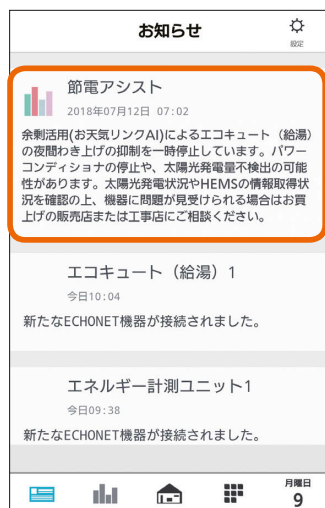 お知らせ
設定
節電アシスト
2018年07月12日 07:02
余剰活用(お天気リンクAI)によるエコキュート（給湯）
の夜間わき上げの抑制を一時停止しています。パワー
コンディショナの停止や、太陽光発電量不検出の可能
性があります。太陽光発電状況やHEMSの情報取得状
況を確認の上、機器に問題が見受けられる場合はお買
上げの販売店または工事店にご相談ください。
エコキュート（給湯）1
今日10:04
新たなECHONET機器が接続されました。
エネルギー計測ユニット1
今日09:38
新たなECHONET機器が接続されました。
月曜日
9